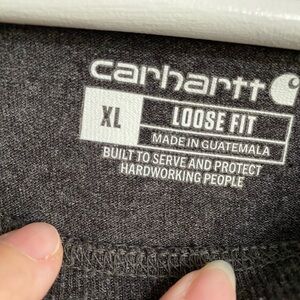 carhartt
XL
LOOSE FIT
MADE IN GUATEMALA
BUILT TO SERVE AND PROTECT
HARDWORKING PEOPLE